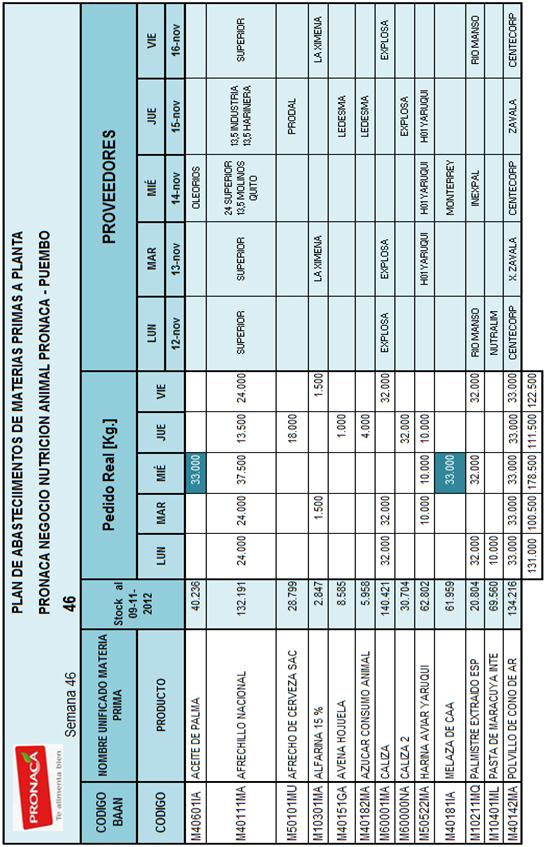 PRONACA
Te alimenta bien
PLAN DE ABASTECIIMENTOS DE MATERIAS PRIMAS A PLANTA
PRONACA NEGOCIO NUTRICION ANIMAL PRONACA - PUEMBO
Semana 46 46
CODIGO BAAN NOMBRE UNIFICADO MATERIA PRIMA Stock al 09-11-2012 Pedido Real [Kg.] PROVEEDORES
CODIGO PRODUCTO LUN MAR MIÉ JUE VIE LUN MAR MIÉ JUE VIE
12-nov 13-nov 14-nov 15-nov 16-nov
M40601IA ACEITE DE PALMA 40.236 33.000 OLEORIOS
M40111MA AFRECHILLO NACIONAL 132.191 24.000 24.000 37.500 13.500 24.000 SUPERIOR SUPERIOR 24 SUPERIOR 13,5 MOLINOS QUITO 13,5 INDUSTRIA 13,5 HARINERA SUPERIOR
M50101MU AFRECHO DE CERVEZA SAC 28.799 18.000 PRODAL
M10301MA ALFARINA 15 % 2.847 1.500 1.500 LA XIMENA LA XIMENA
M40151GA AVENA HOJUELA 8.585 1.000 LEDESMA
M40182MA AZUCAR CONSUMO ANIMAL 5.958 4.000 LEDESMA
M60001MA CALIZA 140.421 32.000 32.000 32.000 EXPLOSA EXPLOSA EXPLOSA
M60000NA CALIZA 2 30.704 32.000 EXPLOSA
M50522MA HARINA AVIAR YARUQUI 62.802 10.000 10.000 10.000 H01YARUQUI H01YARUQUI H01YARUQUI
M40181IA MELAZA DE CAA 61.959 33.000 MONTERREY
M10211MQ PALMISTRE EXTRAIDO ESP 20.804 32.000 32.000 32.000 RIO MANSO INEXPAL RIO MANSO
M10401ML PASTA DE MARACUYA INTE 69.560 10.000 NUTRALIM
M40142MA POLVILLO DE CONO DE AR 134.216 33.000 33.000 33.000 33.000 33.000 CENTECORP X. ZAYALA CENTECORP ZAYALA CENTECORP
131.000 100.500 178.500 111.500 122.500